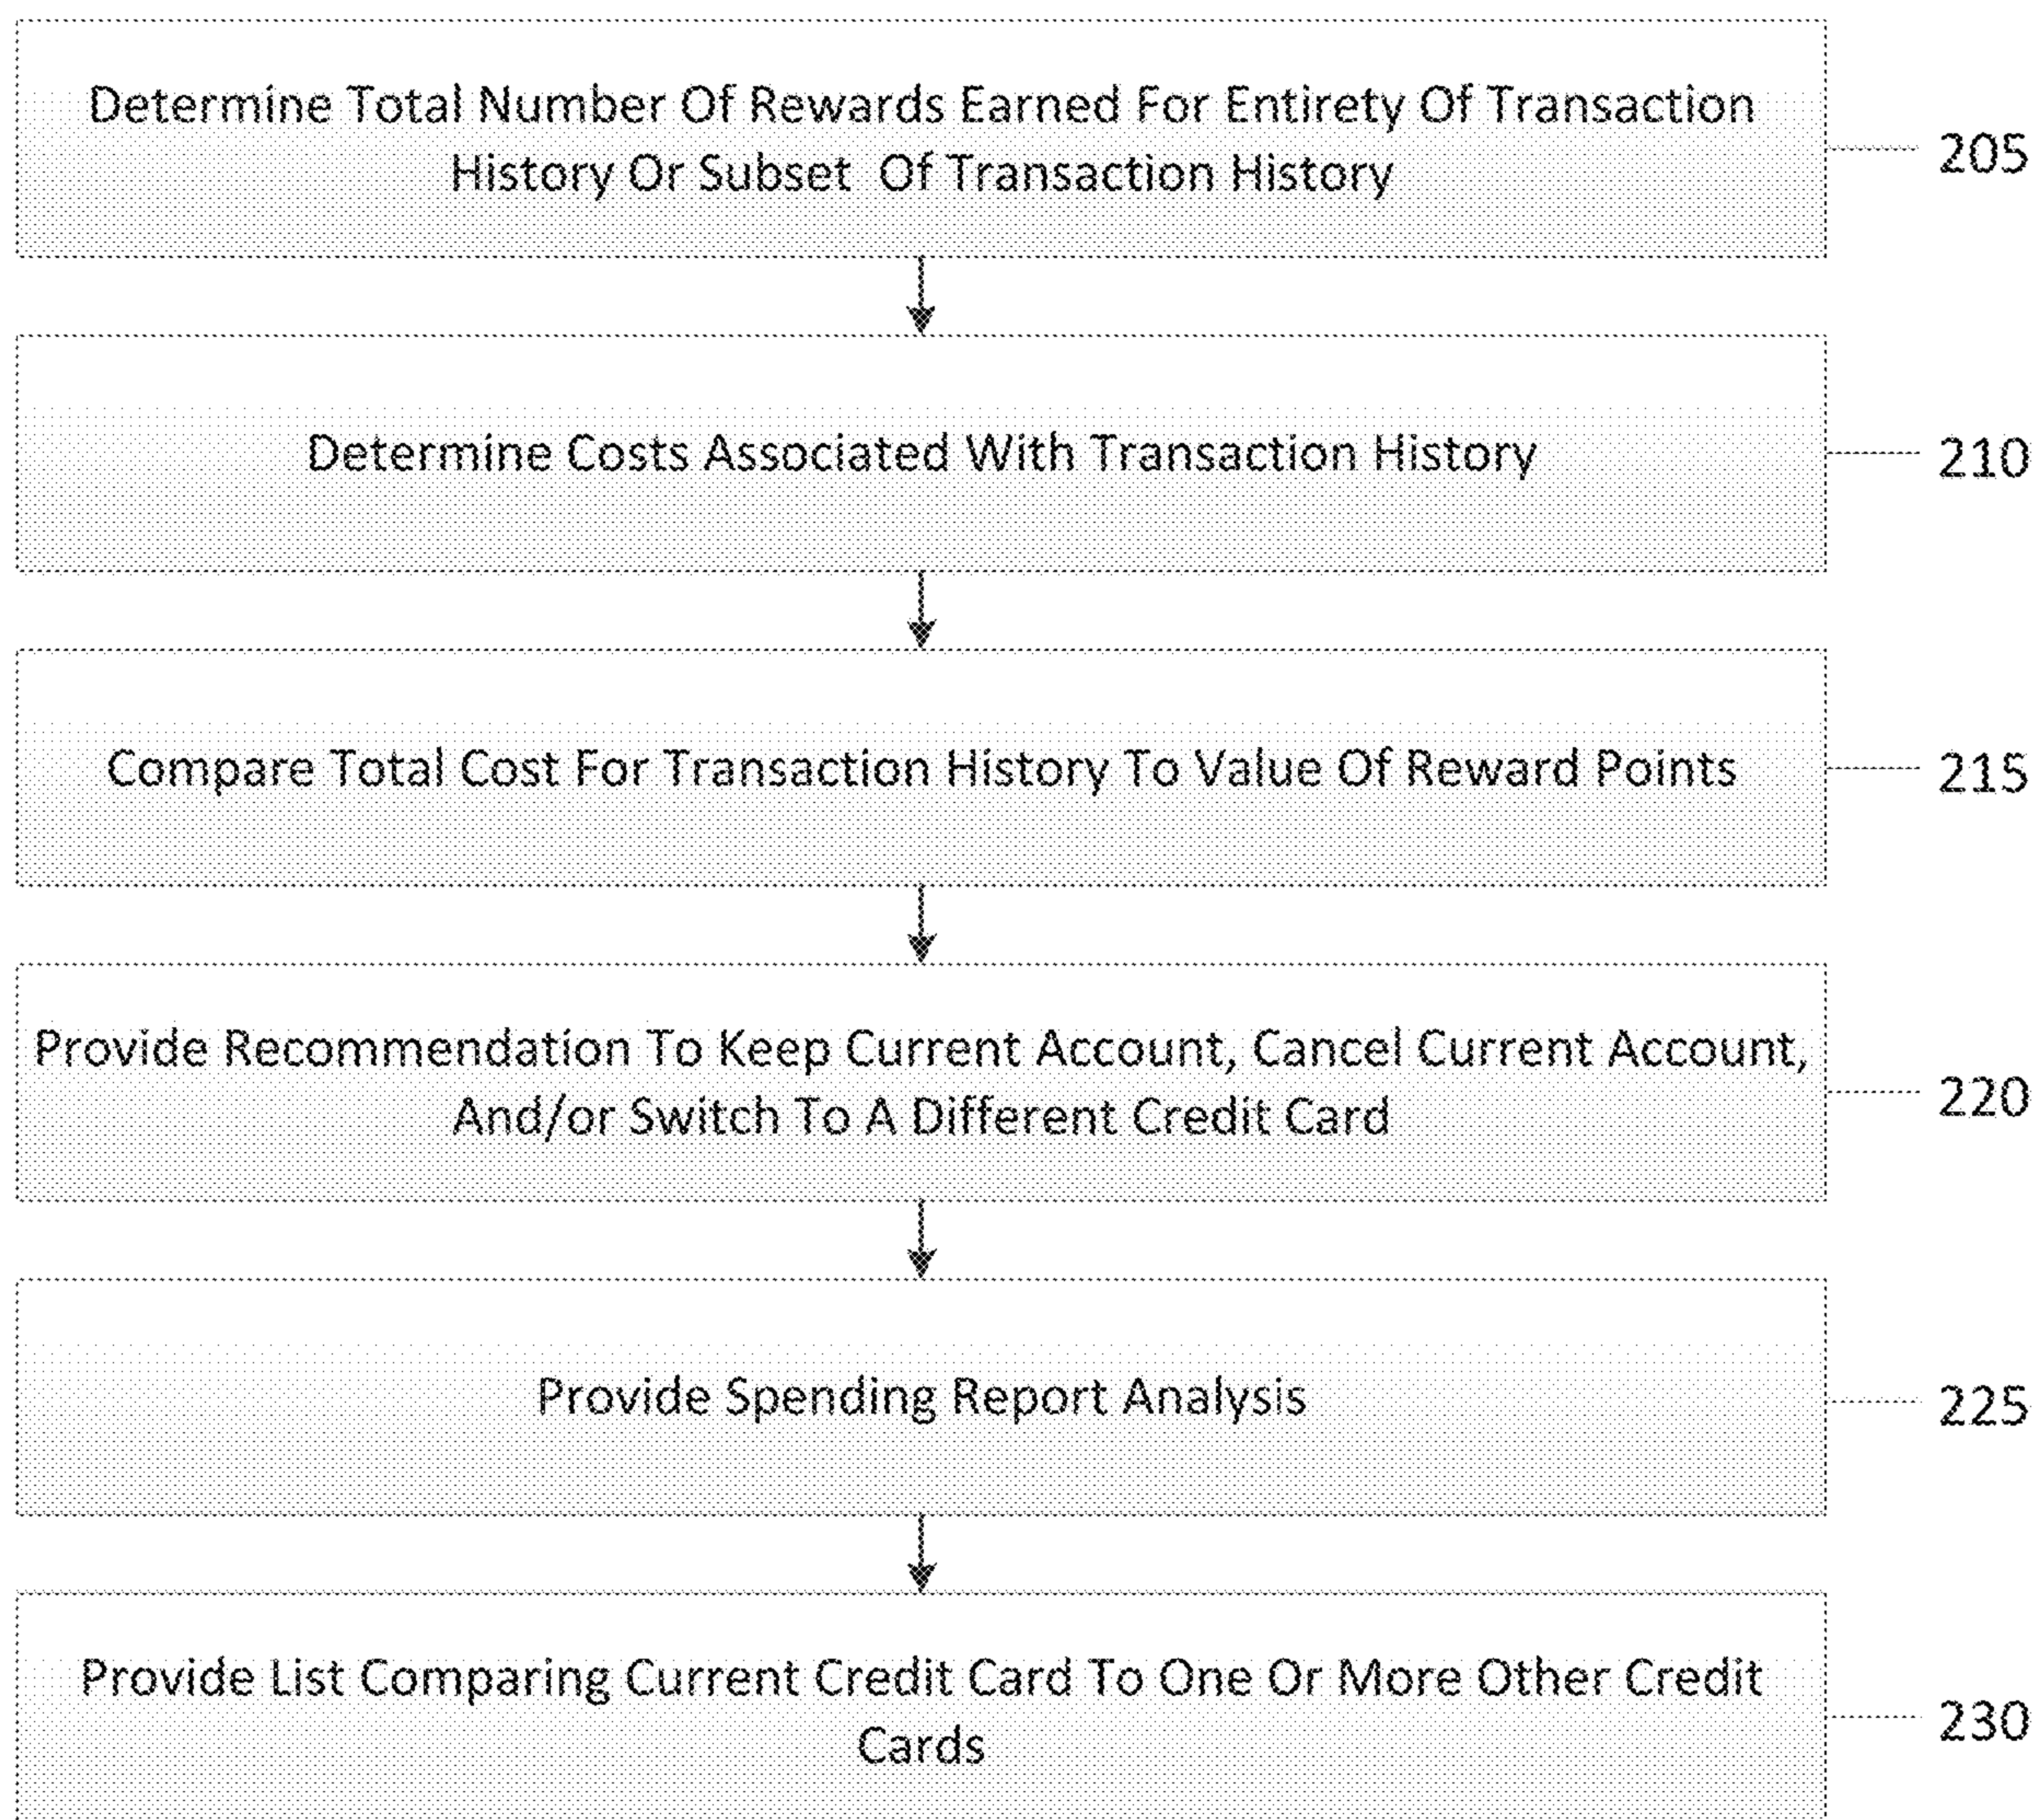 Determine Total Number Of Rewards Earned For Entirety Of Transaction
History Or Subset Of Transaction History
205
Determine Costs Associated With Transaction History
210
Compare Total Cost For Transaction History To Value Of Reward Points
215
Provide Recommendation To Keep Current Account, Cancel Current Account,
And/or Switch To A Different Credit Card
220
Provide Spending Report Analysis
225
Provide List Comparing Current Credit Card To One Or More Other Credit
Cards
230